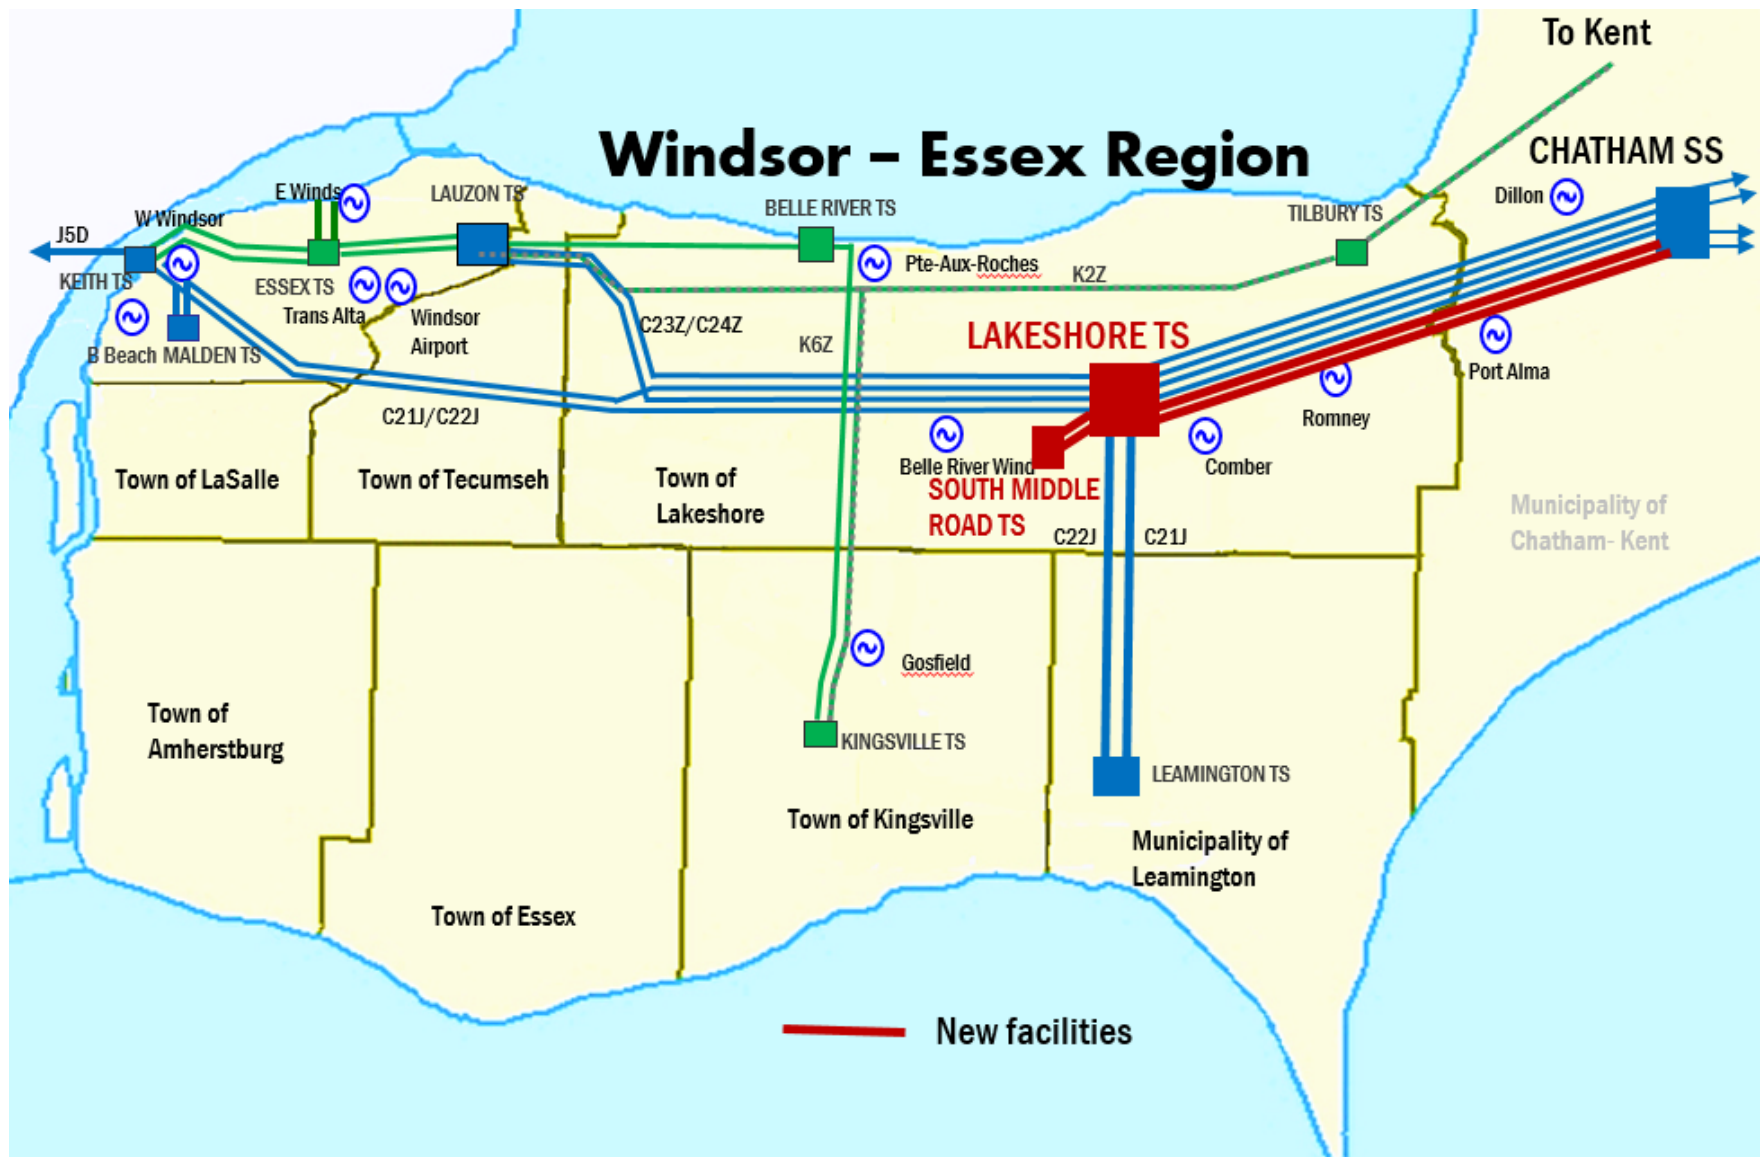 To Kent
Windsor – Essex Region
CHATHAM SS
E Winds
LAUZON TS
Dillon
W Windsor
BELLE RIVER TS
TILBURY TS
J5D
KEITH TS
ESSEX TS
Pte-Aux-Roches
K2Z
Trans Alta
Windsor
Airport
C23Z/C24Z
K6Z
LAKESHORE TS
B Beach
MALDEN TS
Port Alma
C21J/C22J
Romney
Belle River Wind
Comber
Town of LaSalle
Town of Tecumseh
Town of
Lakeshore
SOUTH MIDDLE
ROAD TS
Municipality of
Chatham- Kent
C22J
C21J
Gosfield
Town of
Amherstburg
KINGSVILLE TS
LEAMINGTON TS
Town of Kingsville
Municipality of
Leamington
Town of Essex
New facilities